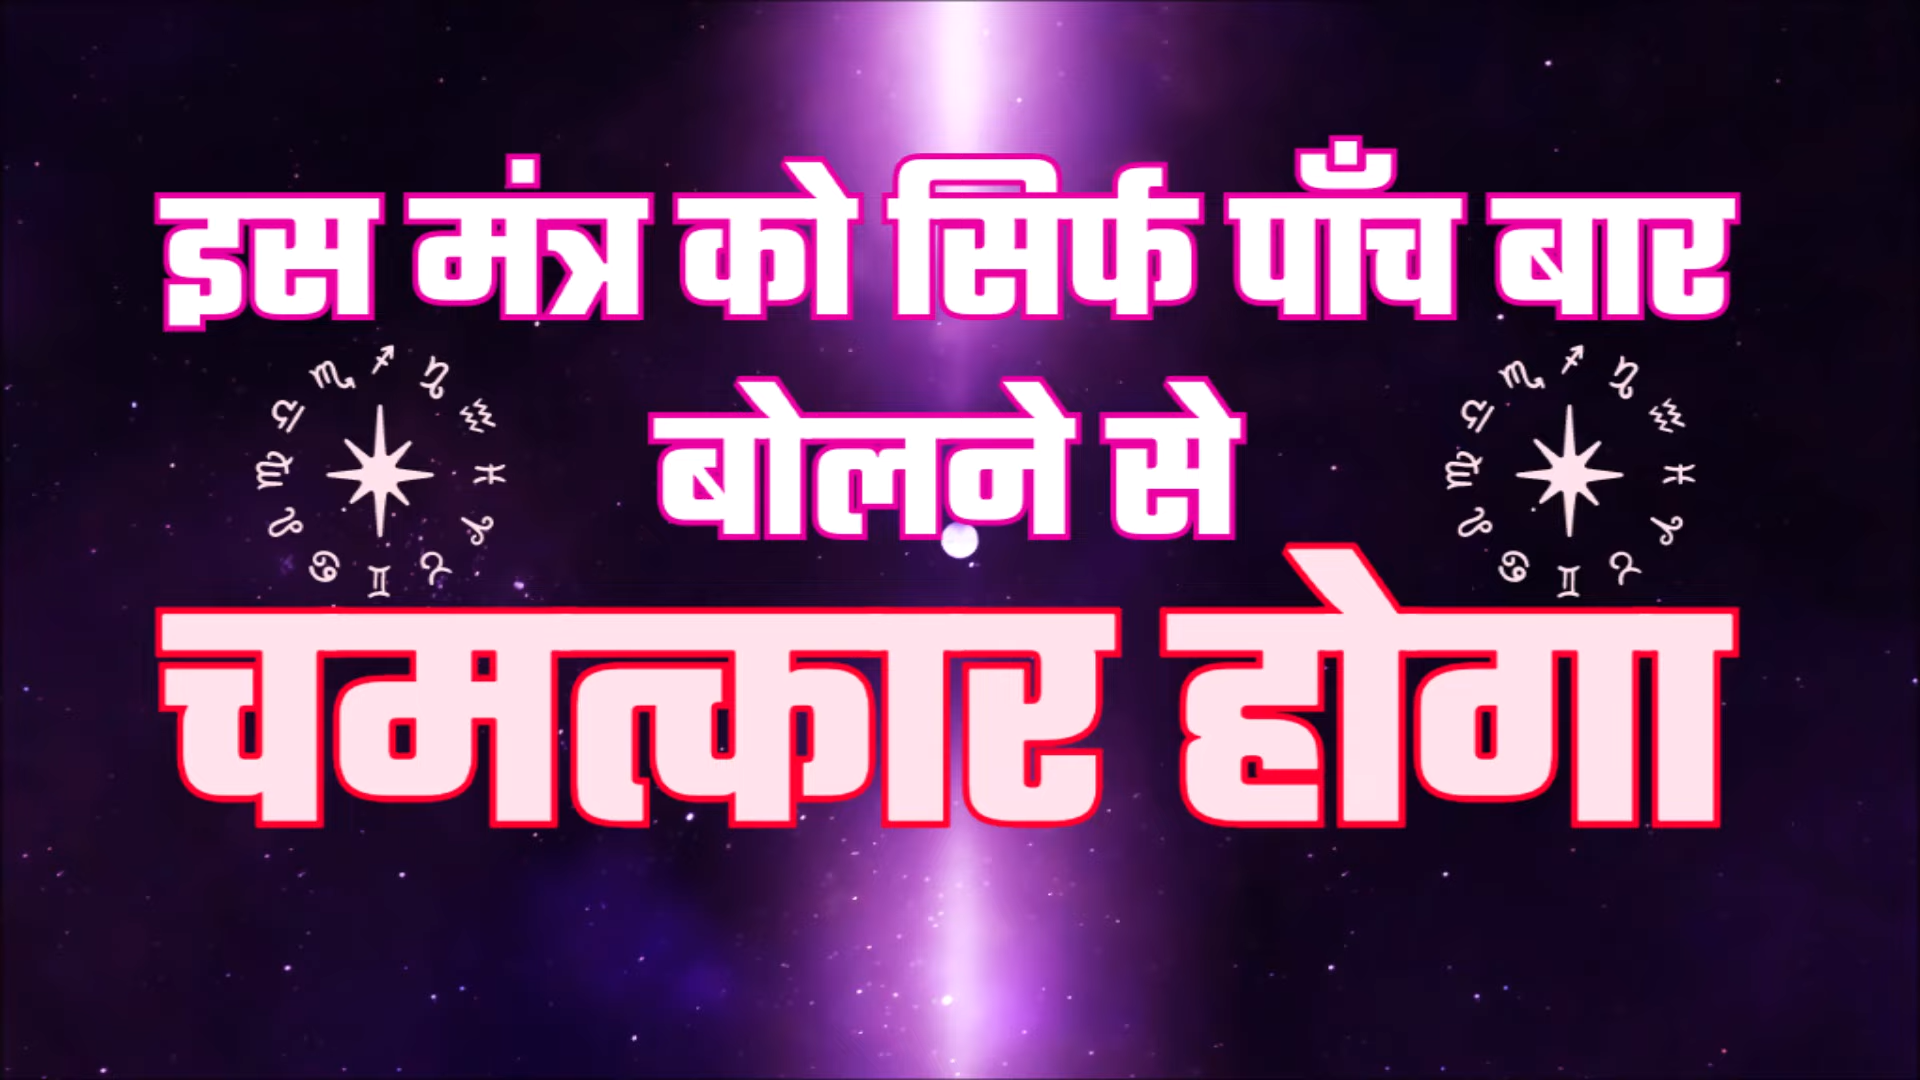 इस मंत्र को सिर्फ पाँच बार
बोलने से
चमत्कार होगा